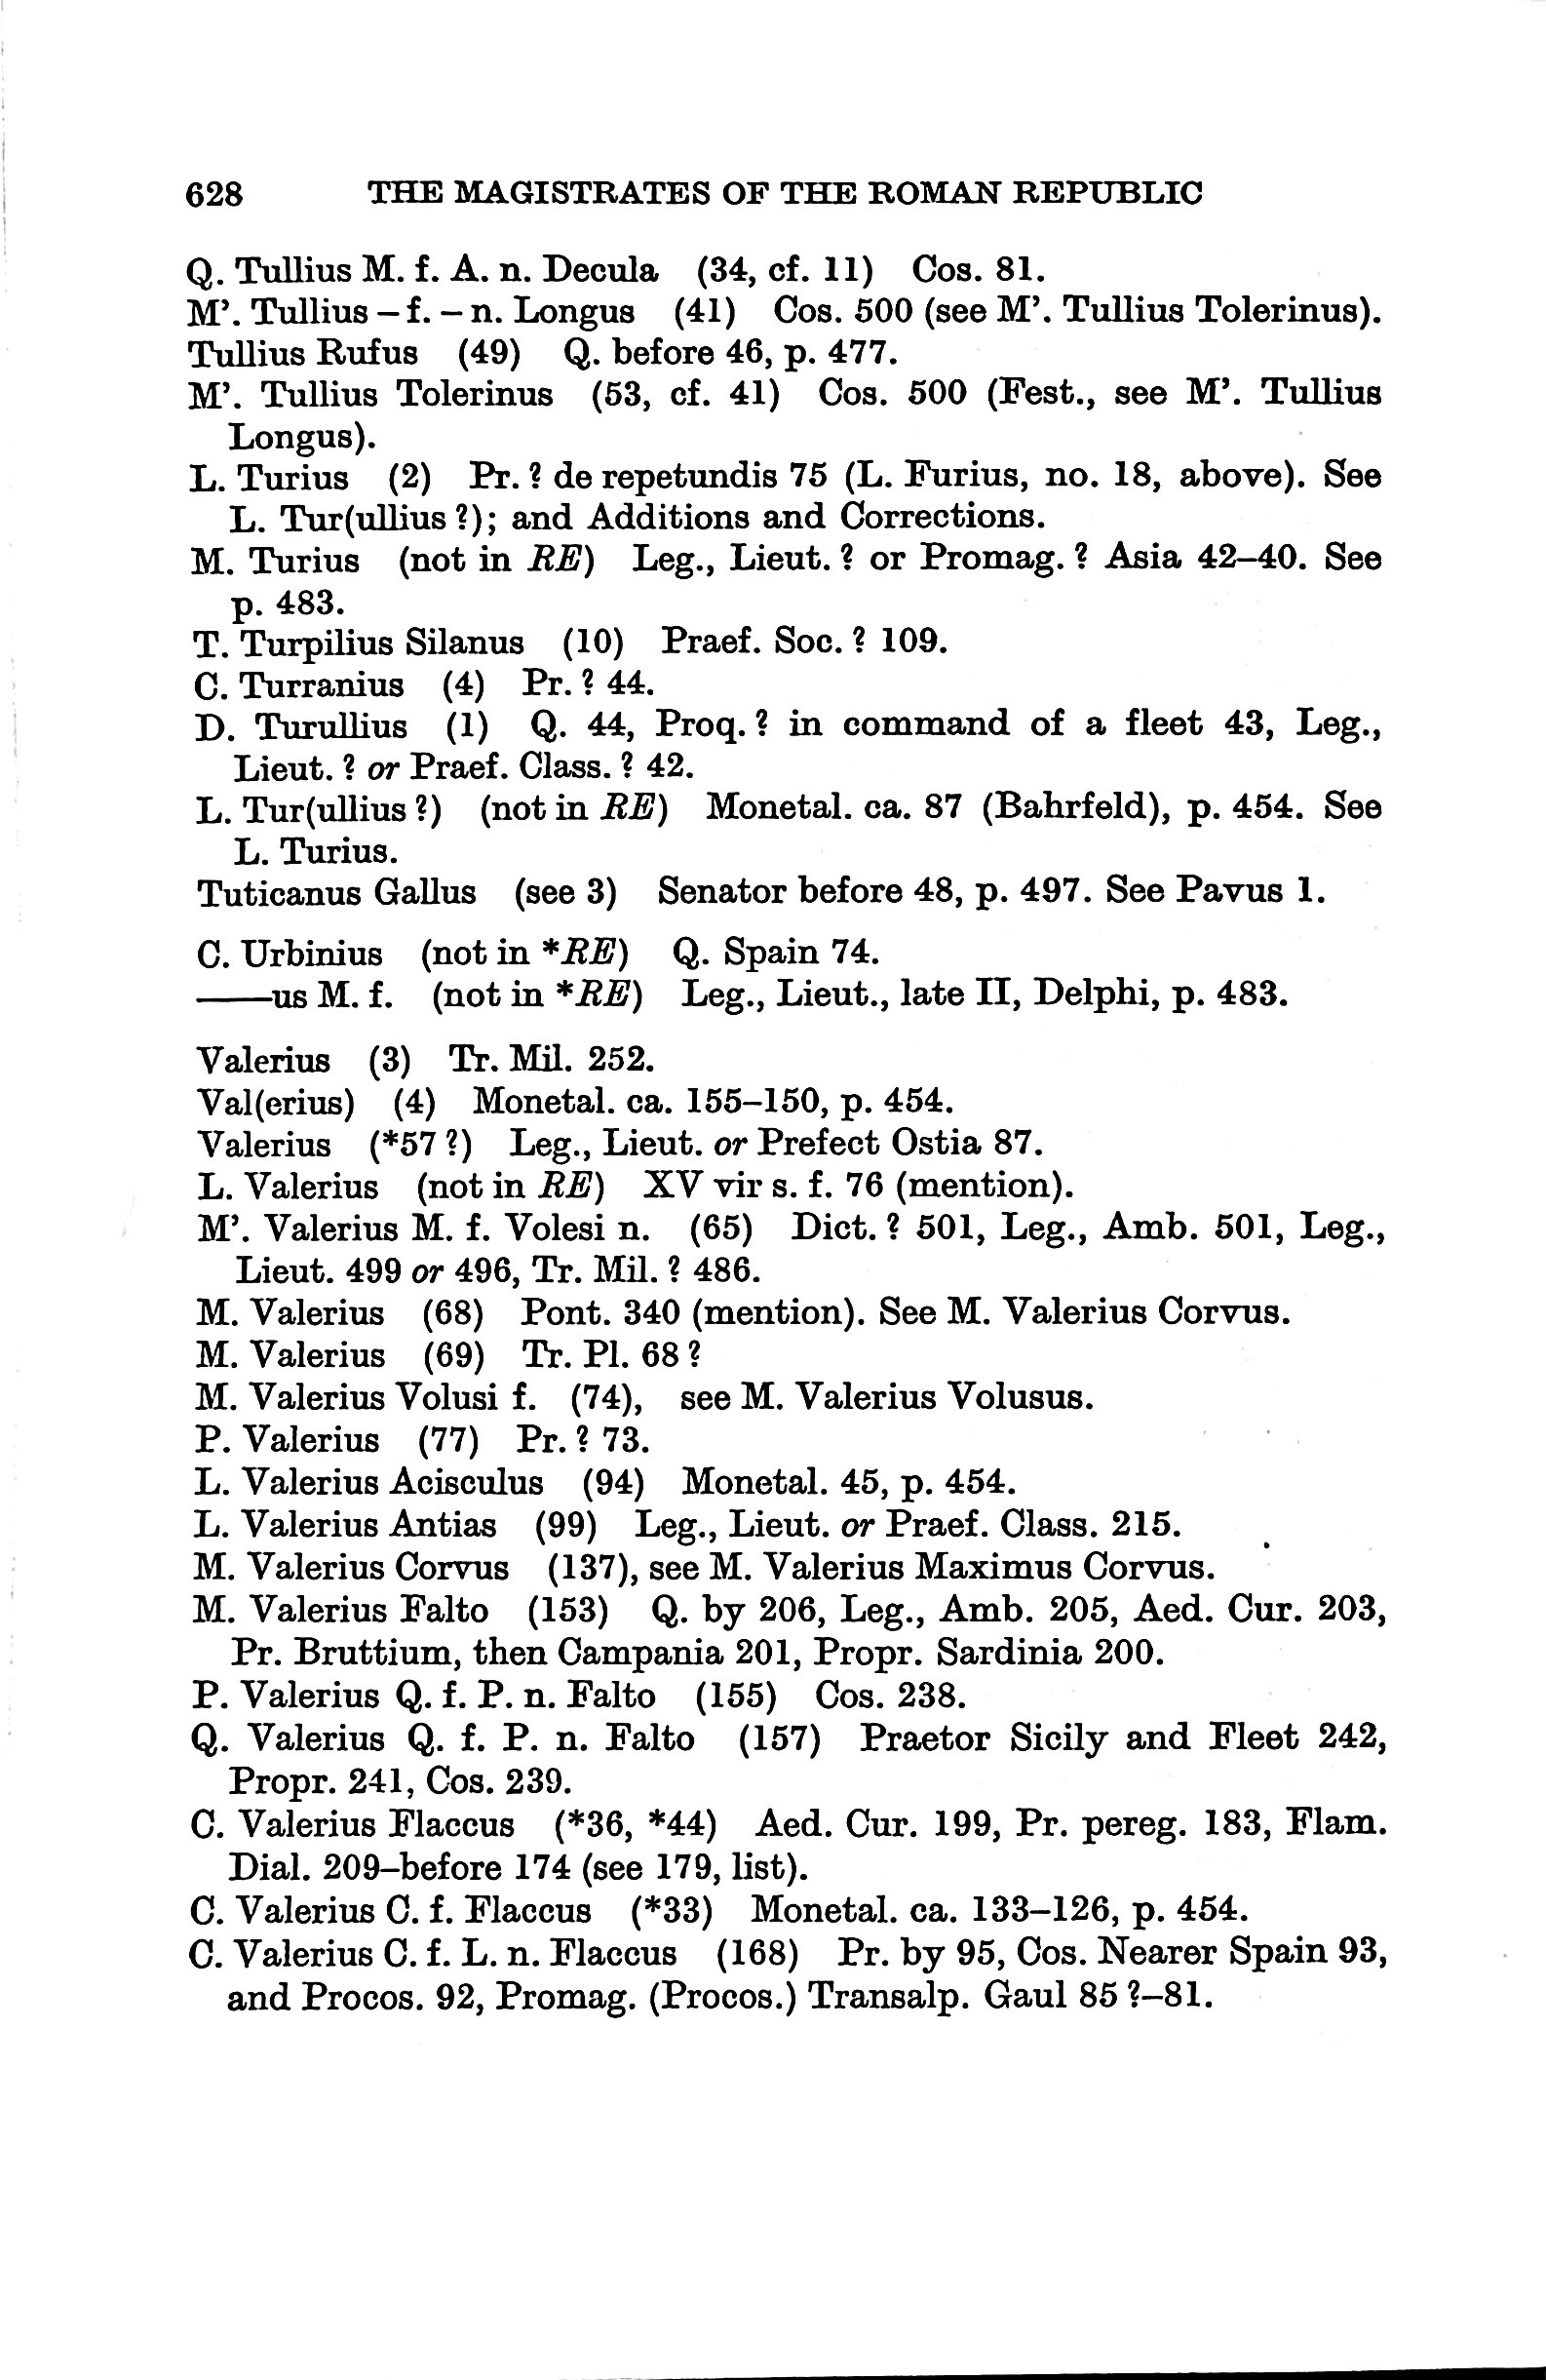 628 THE MAGISTRATES OF THE ROMAN REPUBLIC
Q. Tullius M. f. A. n. Decula (34, cf. 11) Cos. 81.
M’. Tullius – f. – n. Longus (41) Cos. 500 (see M’. Tullius Tolerinus).
Tullius Rufus (49) Q. before 46, p. 477.
M’. Tullius Tolerinus (53, cf. 41) Cos. 500 (Fest., see M’. Tullius
Longus).
L. Turius (2) Pr. ? de repetundis 75 (L. Furius, no. 18, above). See
L. Tur(ullius ?); and Additions and Corrections.
M. Turius (not in RE) Leg., Lieut. ? or Promag. ? Asia 42–40. See
p. 483.
T. Turpilius Silanus (10) Praef. Soc. ? 109.
C. Turranius (4) Pr. ? 44.
D. Turullius (1) Q. 44, Proq. ? in command of a fleet 43, Leg.,
Lieut. ? or Praef. Class. ? 42.
L. Tur(ullius ?) (not in RE) Monetal. ca. 87 (Bahrfeld), p. 454. See
L. Turius.
Tuticanus Gallus (see 3) Senator before 48, p. 497. See Pavus 1.
C. Urbinius (not in *RE) Q. Spain 74.
——us M. f. (not in *RE) Leg., Lieut., late II, Delphi, p. 483.
Valerius (3) Tr. Mil. 252.
Val(erius) (4) Monetal. ca. 155–150, p. 454.
Valerius (*57 ?) Leg., Lieut. or Prefect Ostia 87.
L. Valerius (not in RE) XV vir s. f. 76 (mention).
M’. Valerius M. f. Volesi n. (65) Dict. ? 501, Leg., Amb. 501, Leg.,
Lieut. 499 or 496, Tr. Mil. ? 486.
M. Valerius (68) Pont. 340 (mention). See M. Valerius Corvus.
M. Valerius (69) Tr. Pl. 68 ?
M. Valerius Volusi f. (74), see M. Valerius Volusus.
P. Valerius (77) Pr. ? 73.
L. Valerius Acisculus (94) Monetal. 45, p. 454.
L. Valerius Antias (99) Leg., Lieut. or Praef. Class. 215.
M. Valerius Corvus (137), see M. Valerius Maximus Corvus.
M. Valerius Falto (153) Q. by 206, Leg., Amb. 205, Aed. Cur. 203,
Pr. Bruttium, then Campania 201, Propr. Sardinia 200.
P. Valerius Q. f. P. n. Falto (155) Cos. 238.
Q. Valerius Q. f. P. n. Falto (157) Praetor Sicily and Fleet 242,
Propr. 241, Cos. 239.
C. Valerius Flaccus (*36, *44) Aed. Cur. 199, Pr. pereg. 183, Flam.
Dial. 209–before 174 (see 179, list).
C. Valerius C. f. Flaccus (*33) Monetal. ca. 133–126, p. 454.
C. Valerius C. f. L. n. Flaccus (168) Pr. by 95, Cos. Nearer Spain 93,
and Procos. 92, Promag. (Procos.) Transalp. Gaul 85 ?–81.